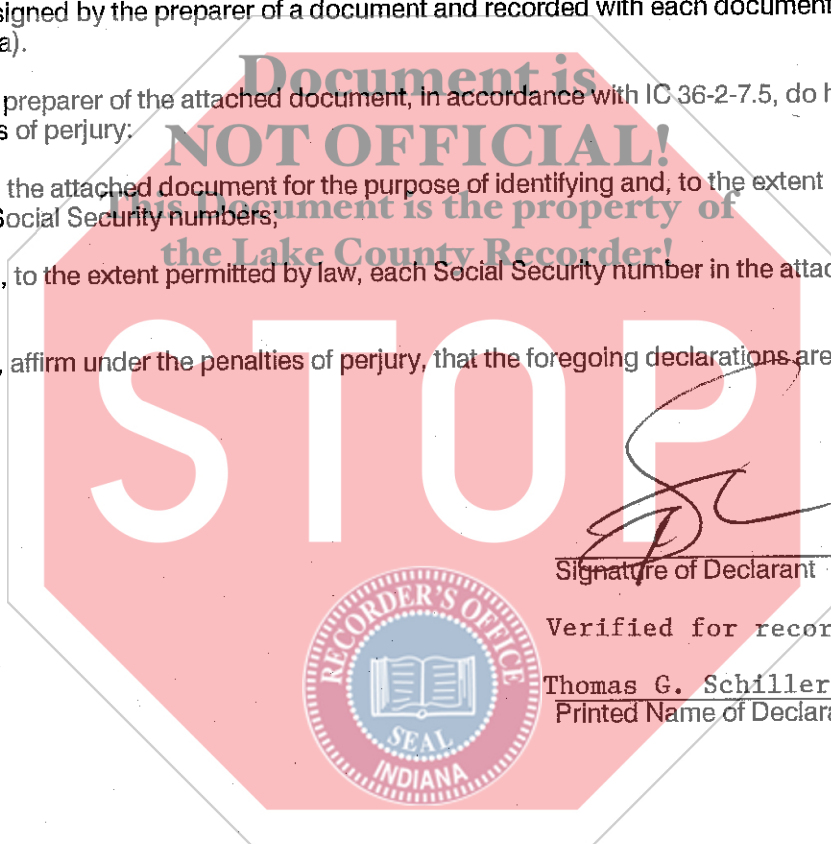 signed by the preparer of a document and recorded with each document
a).
Document is
preparer of the attached document, in accordance with IC 36-2-7.5, do h
s of perjury:
NOT OFFICIAL!
the attached document for the purpose of identifying and, to the extent
Social Security numbers;
This Document is the property of
the Lake County Recorder!
, to the extent permitted by law, each Social Security number in the attac
, affirm under the penalties of perjury, that the foregoing declarations are
STOP
Signature of Declarant
RECORDER'S OFFICE
SEAL
INDIANA
Verified for recor
Thomas G. Schiller
Printed Name of Declara